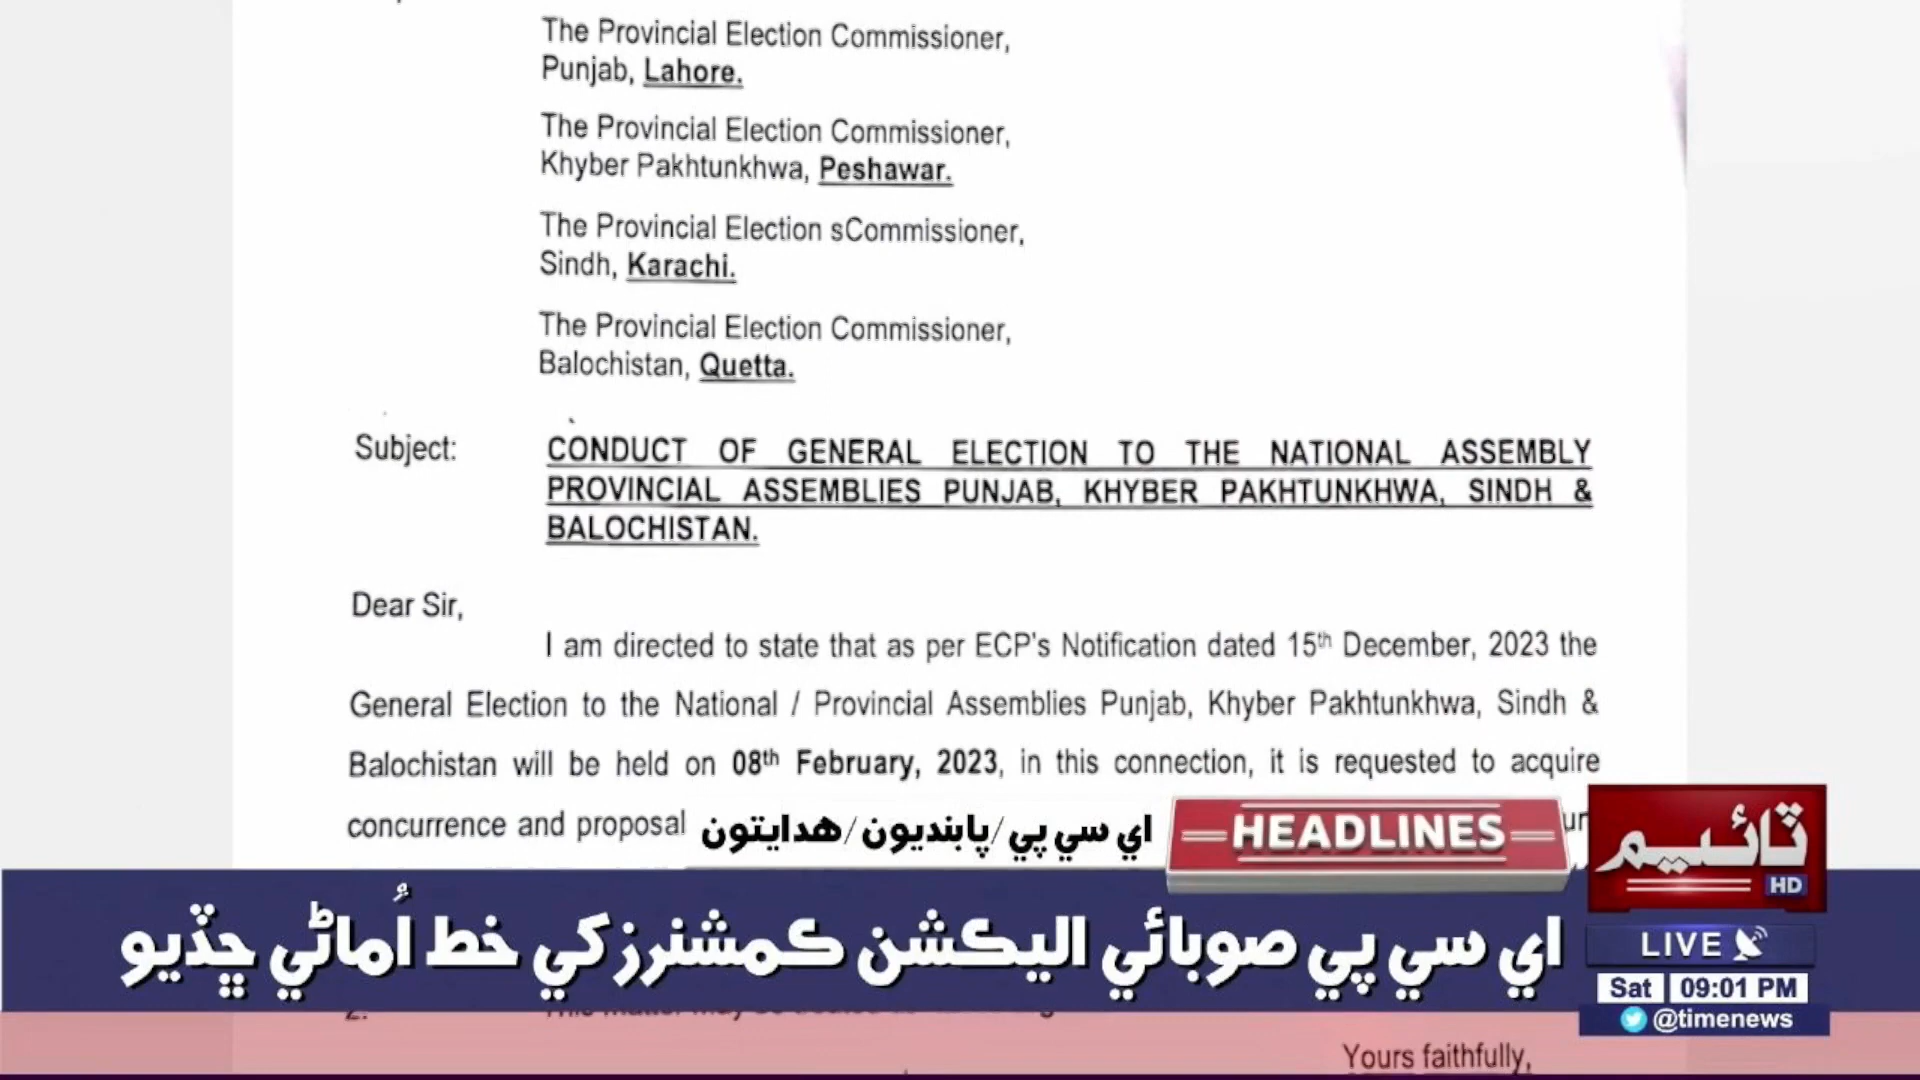 The Provincial Election Commissioner,
Punjab, Lahore.
The Provincial Election Commissioner,
Khyber Pakhtunkhwa, Peshawar.
The Provincial Election sCommissioner,
Sindh, Karachi.
The Provincial Election Commissioner,
Balochistan, Quetta.
Subject: CONDUCT OF GENERAL ELECTION TO THE NATIONAL ASSEMBLY
PROVINCIAL ASSEMBLIES PUNJAB, KHYBER PAKHTUNKHWA, SINDH &
BALOCHISTAN.
Dear Sir,
I am directed to state that as per ECP's Notification dated 15th December, 2023 the
General Election to the National / Provincial Assemblies Punjab, Khyber Pakhtunkhwa, Sindh &
Balochistan will be held on 08th February, 2023, in this connection, it is requested to acquire
concurrence and proposal
اي سي پي/پابنديون/هدايتون
HEADLINES
ٽائيم
HD
اي سي پي صوبائي اليڪشن ڪمشنرز کي خط اُماڻي ڇڏيو
LIVE
Sat 09:01 PM
@timenews
2.
Yours faithfully,